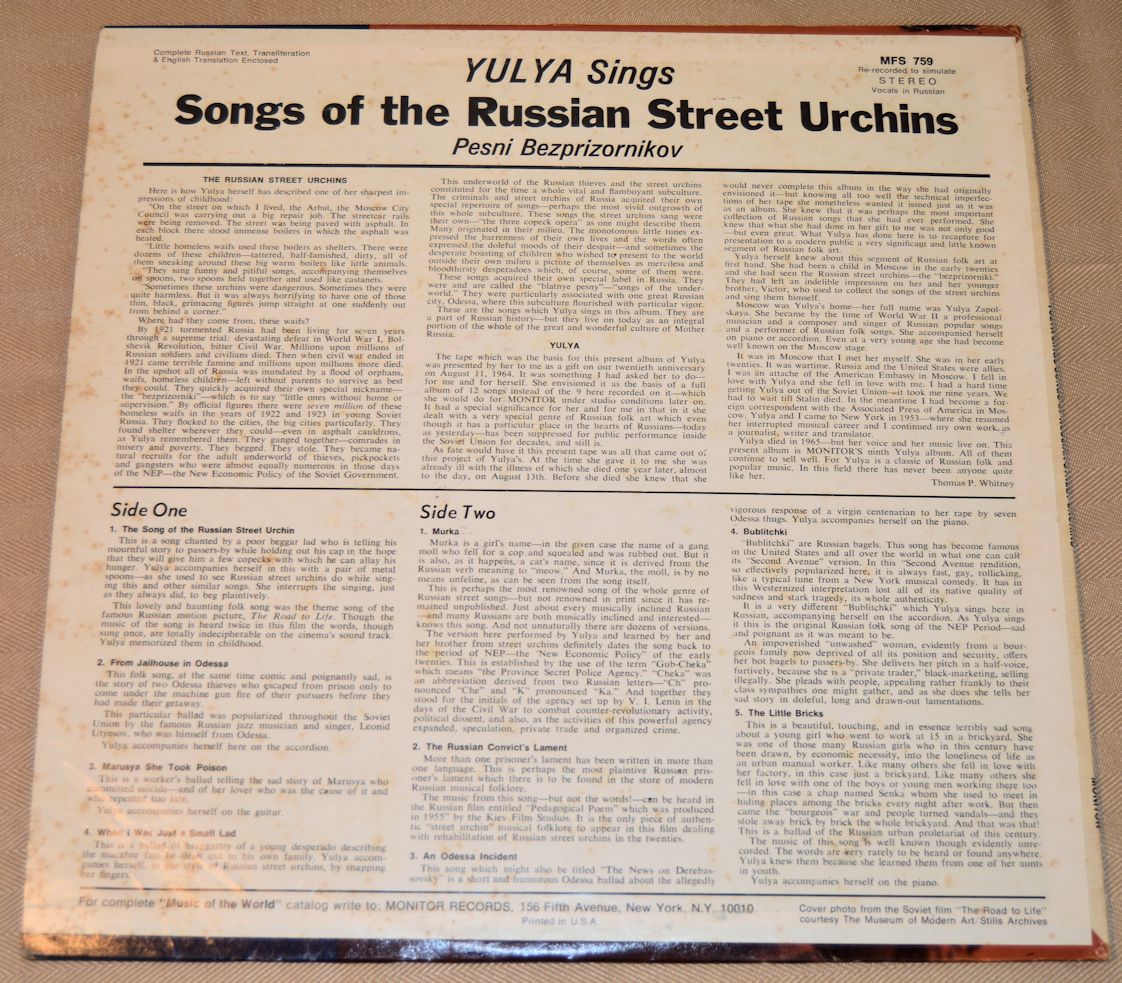 Complete Russian Text, Transliteration
& English Translation Enclosed
YULYA Sings
Songs of the Russian Street Urchins
Pesni Bezprizornikov
MFS 759
Re-recorded to simulate
STEREO
Vocals in Russian
THE RUSSIAN STREET URCHINS
Here is how Yulya herself has described one of her sharpest im-
pressions of childhood:
"On the street on which I lived, the Arbat, the Moscow City
Council was carrying out a big repair job. The streetcar rails
were being removed. The street was being paved with asphalt. In
each block there stood immense boilers in which the asphalt was
heated.
"Little homeless waifs used these boilers as shelters. There were
dozens of these children—tattered, half-famished, dirty, all of
them sneaking around these big warm boilers like little animals.
"They sang funny and pitiful songs, accompanying themselves
on spoons, two spoons held together and used like castanets.
"Sometimes these urchins were dangerous. Sometimes they were
quite harmless. But it was always horrifying to have one of those
thin, black, grimacing figures jump straight at one suddenly out
from behind a corner."
Where had they come from, these waifs?
By 1921 tormented Russia had been living for seven years
through a supreme trial: devastating defeat in World War I, Bol-
shevik Revolution, bitter Civil War. Millions upon millions of
Russian soldiers and civilians died. Then when civil war ended in
1921 came terrible famine and millions upon millions more died.
In the upshot all of Russia was inundated by a flood of orphans,
waifs, homeless children—left without parents to survive as best
they could. They quickly acquired their own special nickname—
the "bezprizorniki"—which is to say "little ones without home or
supervision." By official figures there were seven million of these
homeless waifs in the years of 1922 and 1923 in young Soviet
Russia. They flocked to the cities, the big cities particularly. They
found shelter wherever they could—even in asphalt cauldrons,
as Yulya remembered them. They ganged together—comrades in
misery and poverty. They begged. They stole. They became na-
tural recruits for the adult underworld of thieves, pickpockets
and gangsters who were almost equally numerous in those days
of the NEP—the New Economic Policy of the Soviet Government.
This underworld of the Russian thieves and the street urchins
constituted for the time a whole vital and flamboyant subculture.
The criminals and street urchins of Russia acquired their own
special repertoire of songs—perhaps the most vivid outgrowth of
this whole subculture. These songs the street urchins sang were
their own—"the three copeck opera" as one might describe them.
Many originated in their milieu. The monotonous little tunes ex-
pressed the barrenness of their own lives and the words often
expressed the doleful moods of their despair—and sometimes the
desperate boasting of children who wished to present to the world
outside their own milieu a picture of themselves as merciless and
bloodthirsty desperadoes which, of course, some of them were.
These songs acquired their own special label in Russia. They
were and are called the "blatnye pesny"—"songs of the under-
world." They were particularly associated with one great Russian
city, Odessa, where this subculture flourished with particular vigor.
These are the songs which Yulya sings in this album. They are
a part of Russian history—but they live on today as an integral
portion of the whole of the great and wonderful culture of Mother
Russia.
YULYA
The tape which was the basis for this present album of Yulya
was presented by her to me as a gift on our twentieth anniversary
on August 11, 1964. It was something I had asked her to do—
for me and for herself. She envisioned it as the basis of a full
album of 12 songs instead of the 9 here recorded on it—which
she would do for MONITOR under studio conditions later on.
It had a special significance for her and for me in that in it she
dealt with a very special genre of Russian folk art which even
though it has a particular place in the hearts of Russians—today
as yesterday—has been suppressed for public performance inside
the Soviet Union for decades, and still is.
As fate would have it this present tape was all that came out of
this project of Yulya's. At the time she gave it to me she was
already ill with the illness of which she died one year later, almost
to the day, on August 13th. Before she died she knew that she
would never complete this album in the way she had originally
envisioned it—but knowing all too well the technical imperfec-
tions of her tape she nonetheless wanted it issued just as it was
as an album. She knew that it was perhaps the most important
collection of Russian songs that she had ever performed. She
knew that what she had done in her gift to me was not only good
—but even great. What Yulya has done here is to recapture for
presentation to a modern public a very significant and little known
segment of Russian folk art.
Yulya herself knew about this segment of Russian folk art at
first hand. She had been a child in Moscow in the early twenties
and she had seen the Russian street urchins—the "bezprizorniki."
They had left an indelible impression on her and her younger
brother, Victor, who used to collect the songs of the street urchins
and sing them himself.
Moscow was Yulya's home—her full name was Yulya Zapol-
skaya. She became by the time of World War II a professional
musician and a composer and singer of Russian popular songs
and a performer of Russian folk songs. She accompanied herself
on piano or accordion. Even at a very young age she had become
well known on the Moscow stage.
It was in Moscow that I met her myself. She was in her early
twenties. It was wartime. Russia and the United States were allies.
I was an attache of the American Embassy in Moscow. I fell in
love with Yulya and she fell in love with me. I had a hard time
getting Yulya out of the Soviet Union—it took me nine years. We
had to wait till Stalin died. In the meantime I had become a for-
eign correspondent with the Associated Press of America in Mos-
cow. Yulya and I came to New York in 1953—where she resumed
her interrupted musical career and I continued my own work as
a journalist, writer and translator.
Yulya died in 1965—but her voice and her music live on. This
present album is MONITOR'S ninth Yulya album. All of them
continue to sell well. For Yulya is a classic of Russian folk and
popular music. In this field there has never been anyone quite
like her.
Thomas P. Whitney
Side One
1. The Song of the Russian Street Urchin
This is a song chanted by a poor beggar lad who is telling his
mournful story to passers-by while holding out his cap in the hope
that they will give him a few copecks with which he can allay his
hunger. Yulya accompanies herself in this with a pair of metal
spoons—as she used to see Russian street urchins do while sing-
ing this and other similar songs. She interrupts the singing, just
as they always did, to beg plaintively.
This lovely and haunting folk song was the theme song of the
famous Russian motion picture, The Road to Life. Though the
music of the song is heard twice in this film the words, though
sung once, are totally indecipherable on the cinema's sound track.
Yulya memorized them in childhood.
2. From Jailhouse in Odessa
This folk song, at the same time comic and poignantly sad, is
the story of two Odessa thieves who escaped from prison only to
come under the machine gun fire of their pursuers before they
had made their getaway.
This particular ballad was popularized throughout the Soviet
Union by the famous Russian jazz musician and singer, Leonid
Utyesov, who was himself from Odessa.
Yulya accompanies herself here on the accordion.
3. Marusya She Took Poison
This is a worker's ballad telling the sad story of Marusya who
committed suicide—and of her lover who was the cause of it and
who repented too late.
Yulya accompanies herself on the guitar.
4. When I Was Just a Small Lad
This is a ballad of braggartry of a young desperado describing
the macabre fate he dealt out to his own family. Yulya accom-
panies herself, in the style of Russian street urchins, by snapping
her fingers.
Side Two
1. Murka
Murka is a girl's name—in the given case the name of a gang
moll who fell for a cop and squealed and was rubbed out. But it
is also, as it happens, a cat's name, since it is derived from the
Russian verb meaning to "meow." And Murka, the moll, is by no
means unfeline, as can be seen from the song itself.
This is perhaps the most renowned song of the whole genre of
Russian street songs—but not renowned in print since it has re-
mained unpublished. Just about every musically inclined Russian
—and many Russians are both musically inclined and interested—
knows this song. And not unnaturally there are dozens of versions.
The version here performed by Yulya and learned by her and
her brother from street urchins definitely dates the song back to
the period of NEP—the 'New Economic Policy" of the early
twenties. This is established by the use of the term "Gub-Cheka"
which means "the Province Secret Police Agency." "Cheka" was
an abbreviation derived from two Russian letters—"Ch" pro-
nounced "Che" and "K" pronounced "Ka." And together they
stood for the initials of the agency set up by V. I. Lenin in the
days of the Civil War to combat counter-revolutionary activity,
political dissent, and also, as the activities of this powerful agency
expanded, speculation, private trade and organized crime.
2. The Russian Convict's Lament
More than one prisoner's lament has been written in more than
one language. This is perhaps the most plaintive Russian pris-
oner's lament which there is to be found in the store of modern
Russian musical folklore.
The music from this song—but not the words!—can be heard in
the Russian film entitled "Pedagogical Poem" which was produced
in 1955 by the Kiev Film Studios. It is the only piece of authen-
tic "street urchin" musical folklore to appear in this film dealing
with rehabilitation of Russian street urchins in the twenties.
3. An Odessa Incident
This song which might also be titled "The News on Derebas-
sovsky" is a short and humorous Odessa ballad about the allegedly
vigorous response of a virgin centenarian to her rape by seven
Odessa thugs. Yulya accompanies herself on the piano.
4. Bublitchki
"Bublitchki" are Russian bagels. This song has become famous
in the United States and all over the world in what one can call
its "Second Avenue" version. In this "Second Avenue rendition,
so effectively popularized here, it is always fast, gay, rollicking,
like a typical tune from a New York musical comedy. It has in
this Westernized interpretation lost all of its native quality of
sadness and stark tragedy, its whole authenticity.
It is a very different "Bublitchki" which Yulya sings here in
Russian, accompanying herself on the accordion. As Yulya sings
it this is the original Russian folk song of the NEP Period—sad
and poignant as it was meant to be.
An impoverished "unwashed" woman, evidently from a bour-
geois family now deprived of all its position and security, offers
her hot bagels to passers-by. She delivers her pitch in a half-voice,
furtively, because she is a "private trader," black-marketing, selling
illegally. She pleads with people, appealing rather frankly to their
class sympathies one might gather, and as she does she tells her
sad story in doleful, long and drawn-out lamentations.
5. The Little Bricks
This is a beautiful, touching, and in essence terribly sad song
about a young girl who went to work at 15 in a brickyard. She
was one of those many Russian girls who in this century have
been drawn, by economic necessity, into the loneliness of life as
an urban manual worker. Like many others she fell in love with
her factory, in this case just a brickyard. Like many others she
fell in love with one of the boys or young men working there too
—in this case a chap named Senka whom she used to meet in
hiding places among the bricks every night after work. But then
came the "bourgeois" war and people turned vandals—and they
stole away brick by brick the whole brickyard. And that was that!
This is a ballad of the Russian urban proletariat of this century.
The music of this song is well known though evidently unre-
corded. The words are very rarely to be heard or found anywhere.
Yulya knew them because she learned them from one of her aunts
in youth.
Yulya accompanies herself on the piano.
For complete "Music of the World" catalog write to: MONITOR RECORDS, 156 Fifth Avenue, New York, N.Y. 10010
Printed in U.S.A.
Cover photo from the Soviet film "The Road to Life"
courtesy The Museum of Modern Art/Stills Archives
MONITOR